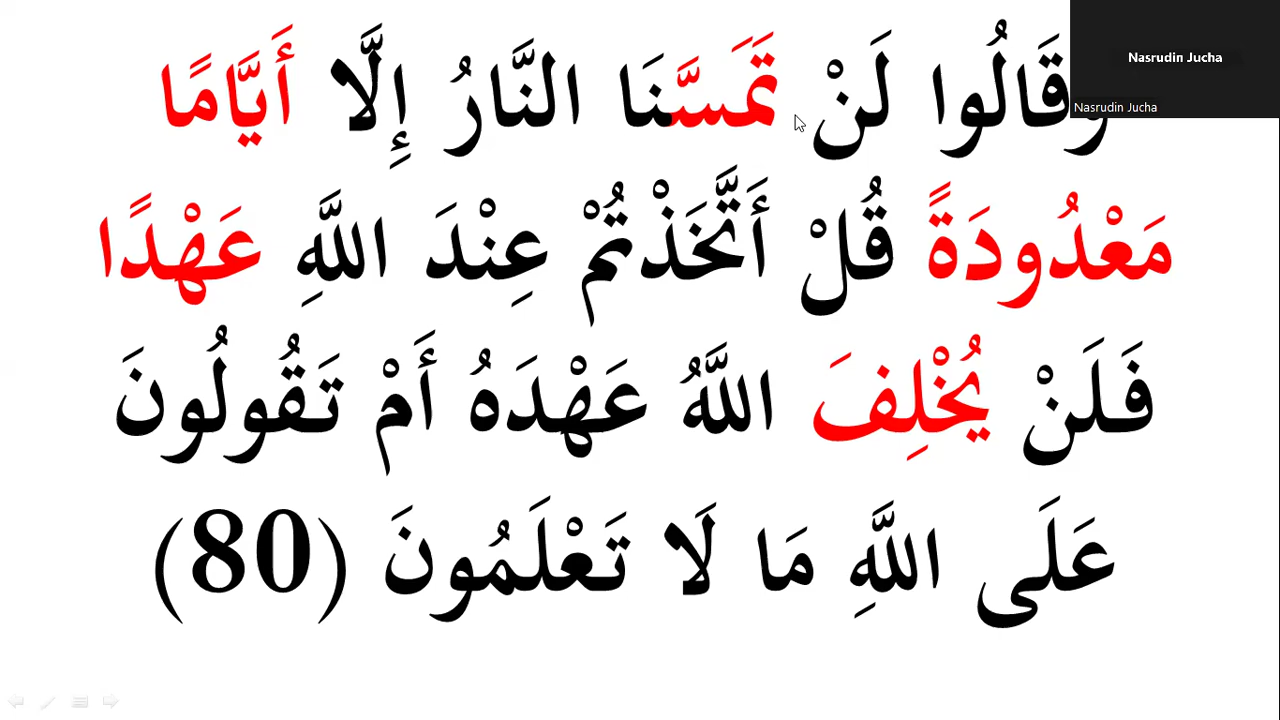 Nasrudin Jucha
Nasrudin Jucha
وَقَالُوا لَنْ تَمَسَّنَا النَّارُ إِلَّا أَيَّامًا
مَعْدُودَةً قُلْ أَتَّخَذْتُمْ عِنْدَ اللَّهِ عَهْدًا
فَلَنْ يُخْلِفَ اللَّهُ عَهْدَهُ أَمْ تَقُولُونَ
عَلَى اللَّهِ مَا لَا تَعْلَمُونَ (80)